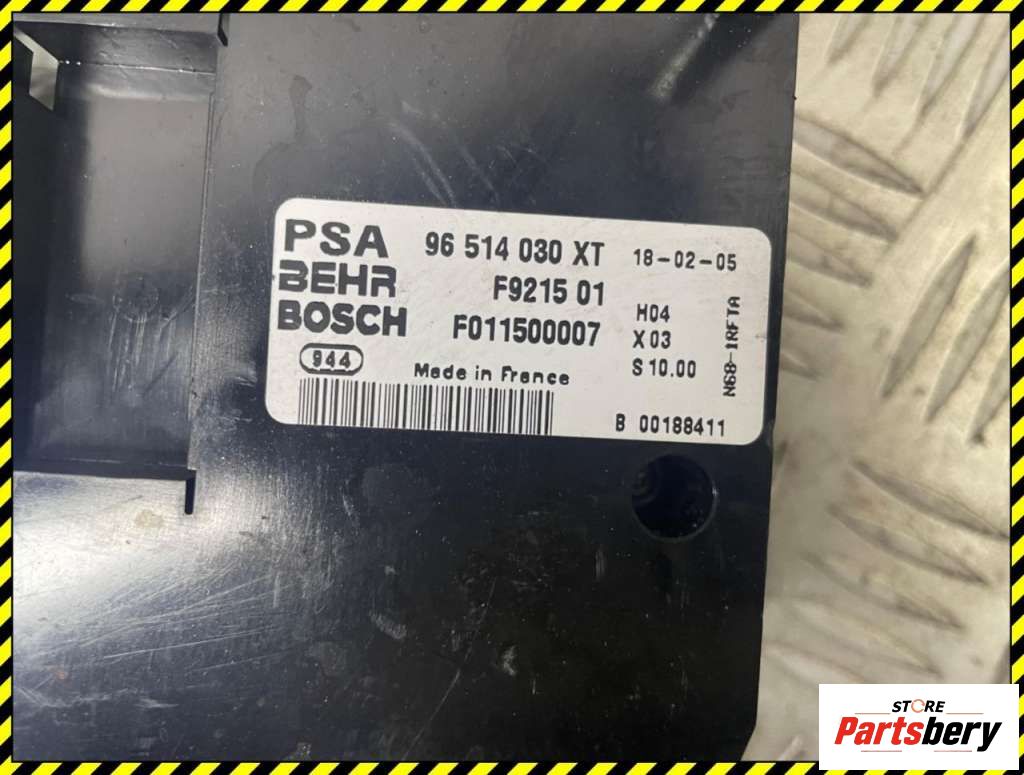 PSA 96 514 030 XT 18-02-05
BEHR F9215 01 H04
BOSCH F011500007 X03
944 Made in France S 10.00
N68-1RFTA
B 00188411
STORE
Partsbery